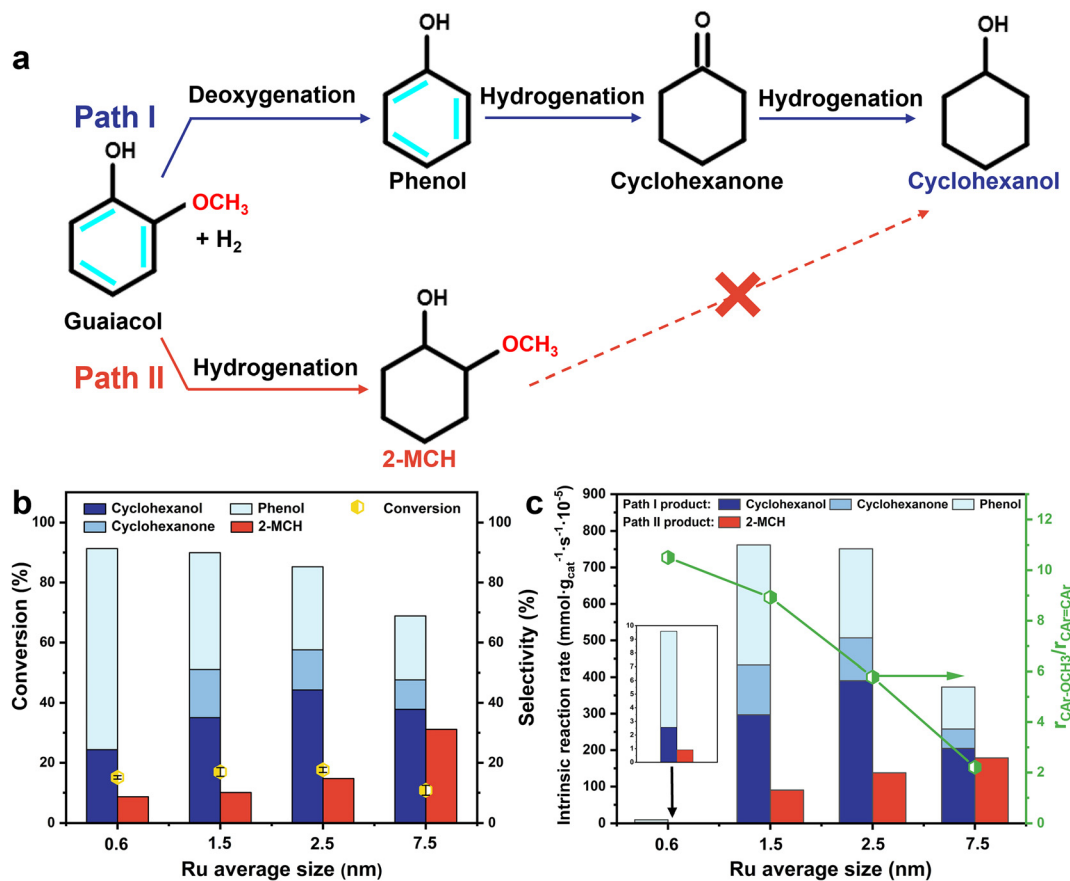 a
OH
Deoxygenation
Phenol
Hydrogenation
O
Cyclohexanone
Hydrogenation
OH
Cyclohexanol
Path I
OH
OCH3
+ H2
Guaiacol
Path II
Hydrogenation
OH
OCH3
2-MCH
b
Cyclohexanol
Phenol
Conversion
Cyclohexanone
2-MCH
Conversion (%)
100
80
60
40
20
0
0.6
1.5
2.5
7.5
Ru average size (nm)
100
80
60
40
20
0
Selectivity (%)
c
Path I product:
Cyclohexanol
Cyclohexanone
Phenol
Path II product:
2-MCH
Intrinsic reaction rate (mmol·gcat⁻¹·s⁻¹·10⁻⁵)
900
800
700
600
500
400
300
200
100
0
10
9
8
7
6
5
4
3
2
1
0
0.6
1.5
2.5
7.5
Ru average size (nm)
12
10
8
6
4
2
0
rCAr-OCH3/rCAr=CAr